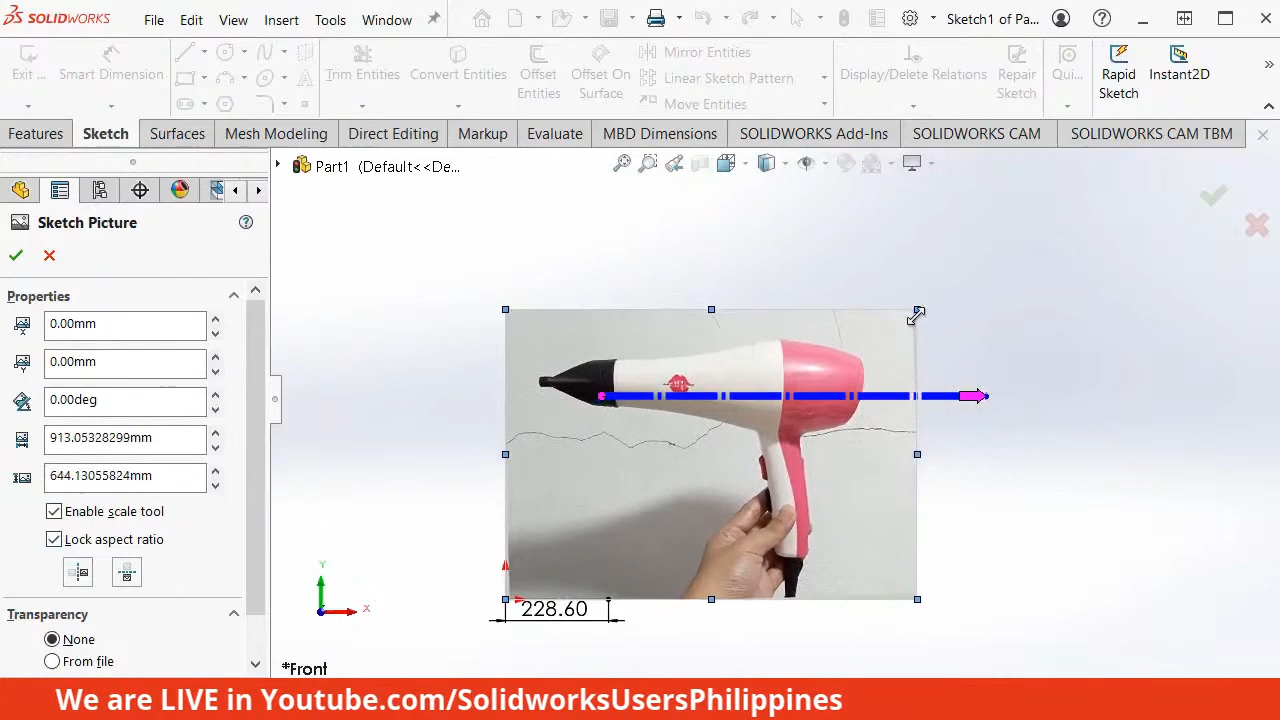 SOLIDWORKS File Edit View Insert Tools Window Sketch1 of Pa...
Exit ... Smart Dimension Trim Entities Convert Entities Offset Entities Offset On Surface Mirror Entities Linear Sketch Pattern Move Entities Display/Delete Relations Repair Sketch Qui... Rapid Sketch Instant2D
Features Sketch Surfaces Mesh Modeling Direct Editing Markup Evaluate MBD Dimensions SOLIDWORKS Add-Ins SOLIDWORKS CAM SOLIDWORKS CAM TBM
Part1 (Default<<De...
Sketch Picture
Properties
0.00mm
0.00mm
0.00deg
913.05328299mm
644.13055824mm
Enable scale tool
Lock aspect ratio
Transparency
None
From file
Y
X
228.60
*Front
We are LIVE in Youtube.com/SolidworksUsersPhilippines